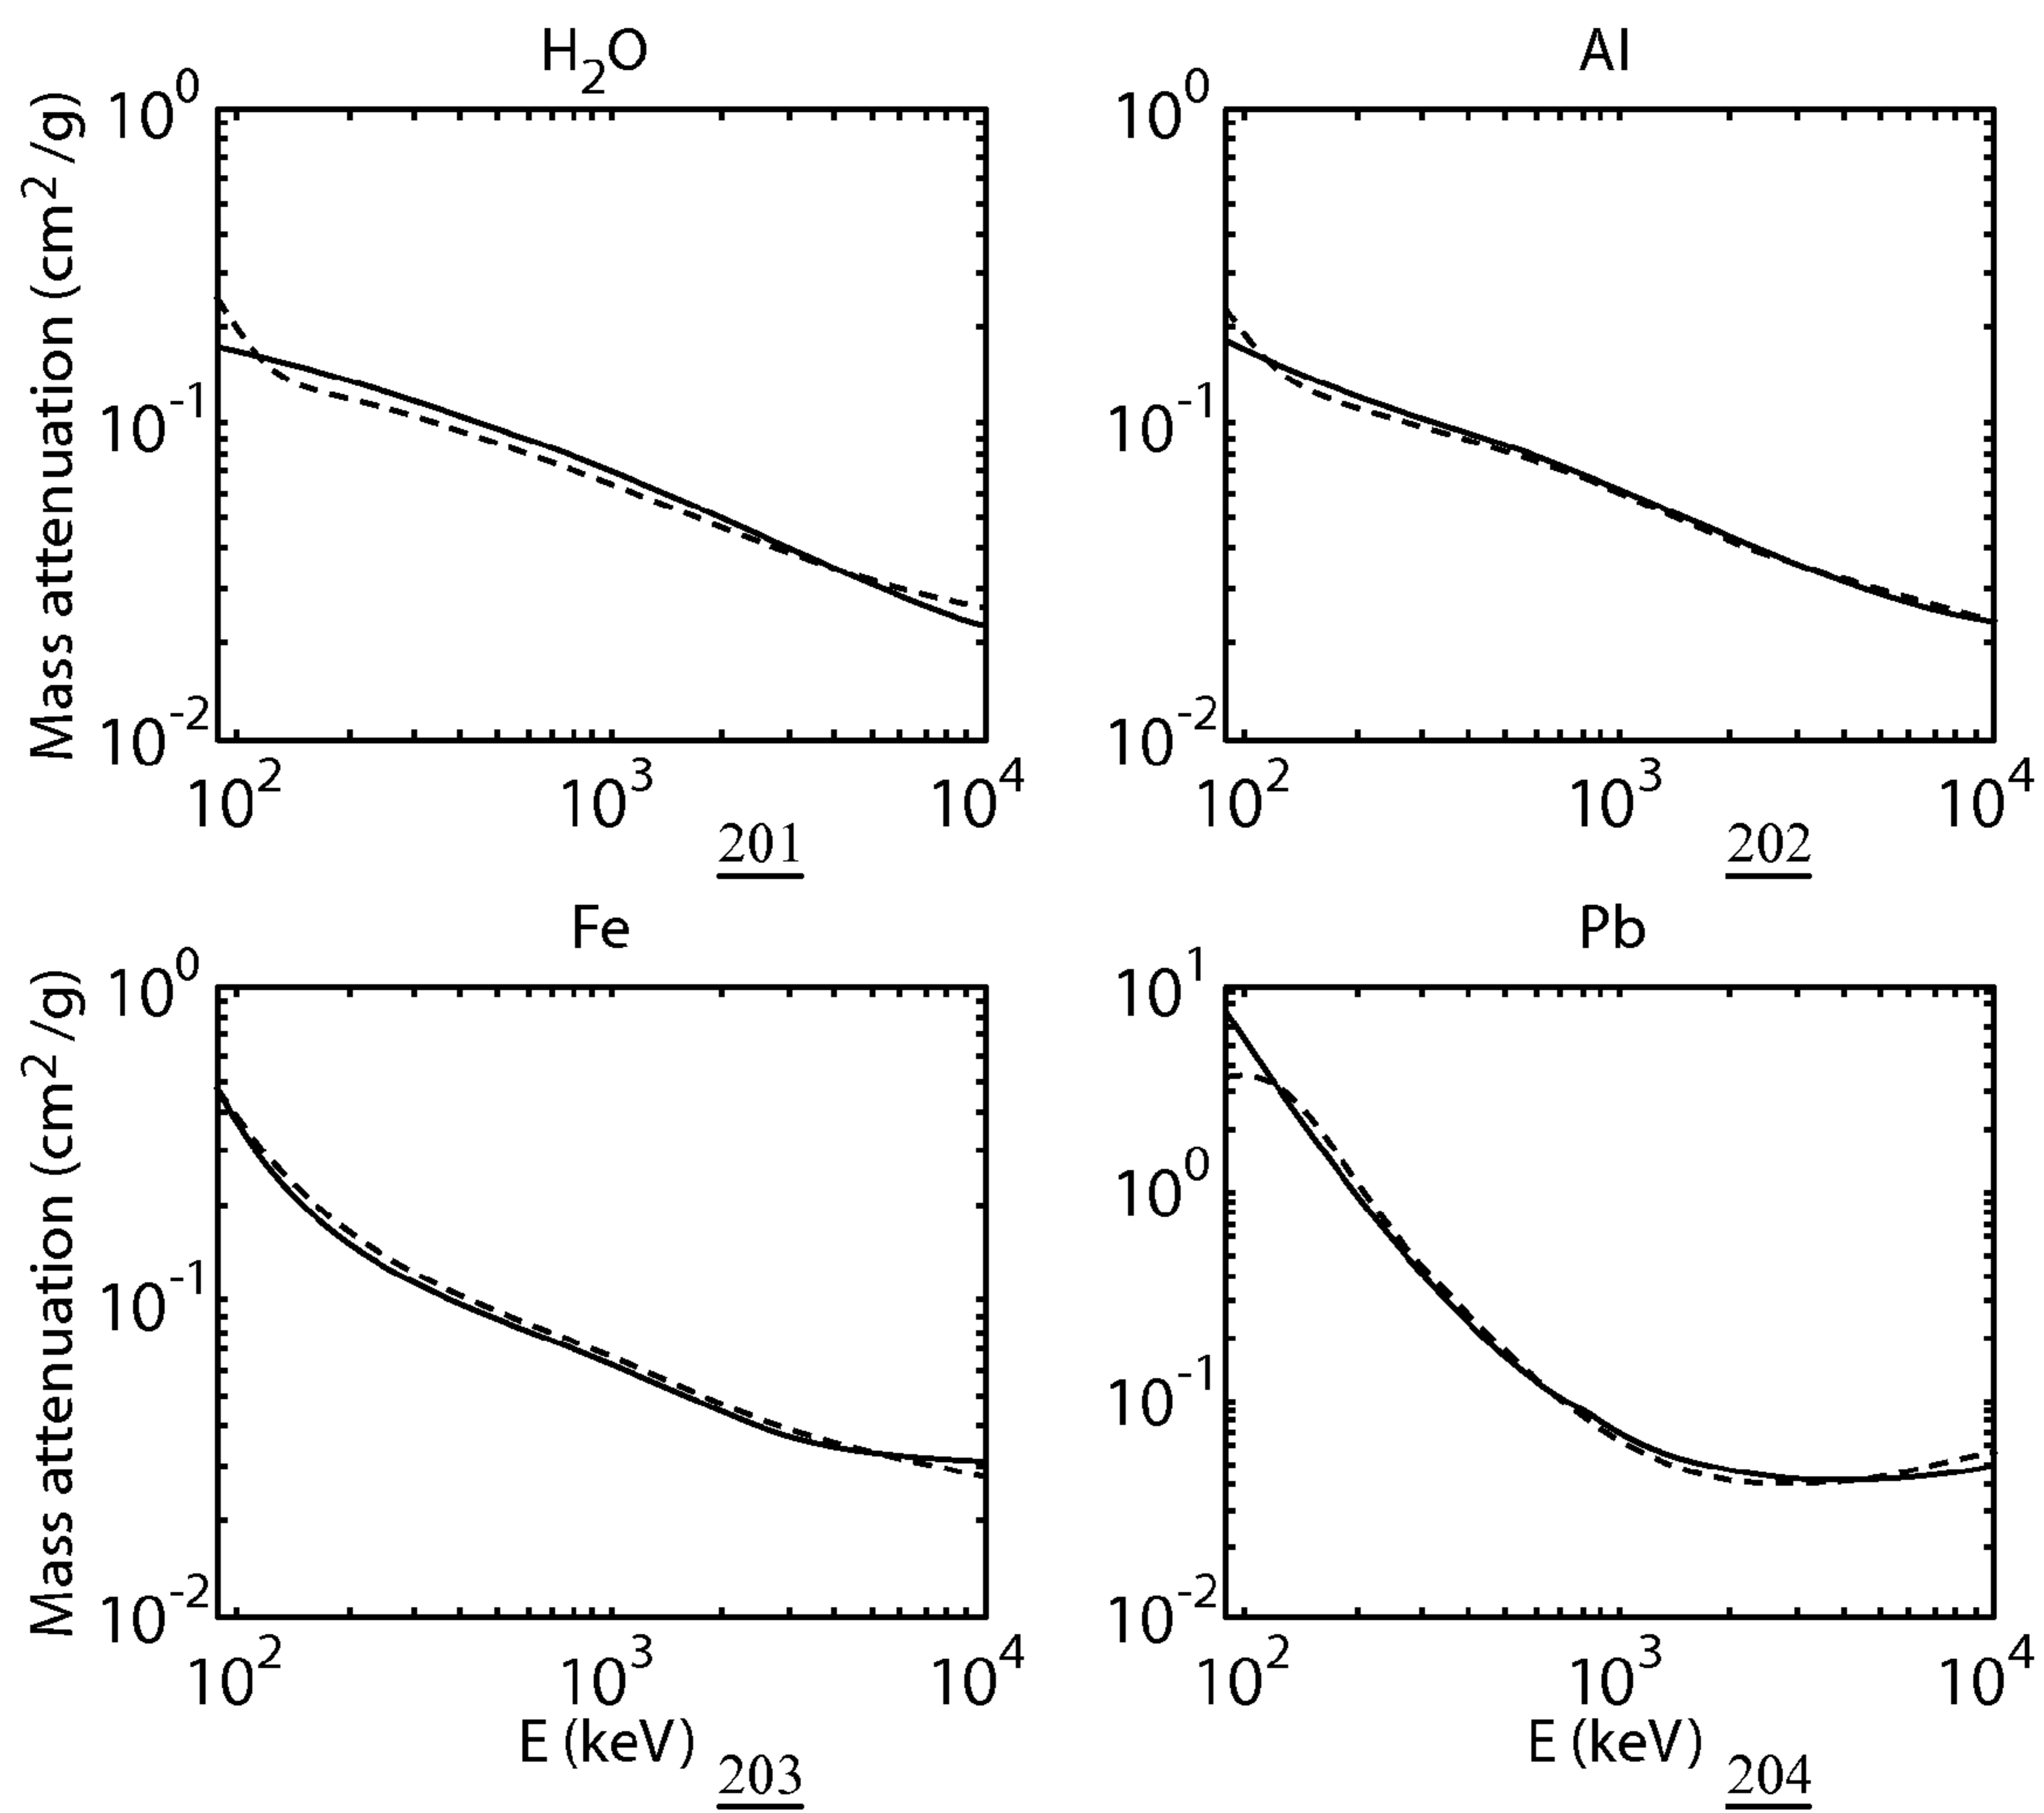 H₂O
Al
Mass attenuation (cm² /g)
10⁰
10⁻¹
10⁻²
10² 10³ 10⁴
201
10⁰
10⁻¹
10⁻²
10² 10³ 10⁴
202
Fe
Pb
Mass attenuation (cm² /g)
10⁰
10⁻¹
10⁻²
10² 10³ 10⁴
E (keV)
203
10¹
10⁰
10⁻¹
10⁻²
10² 10³ 10⁴
E (keV)
204